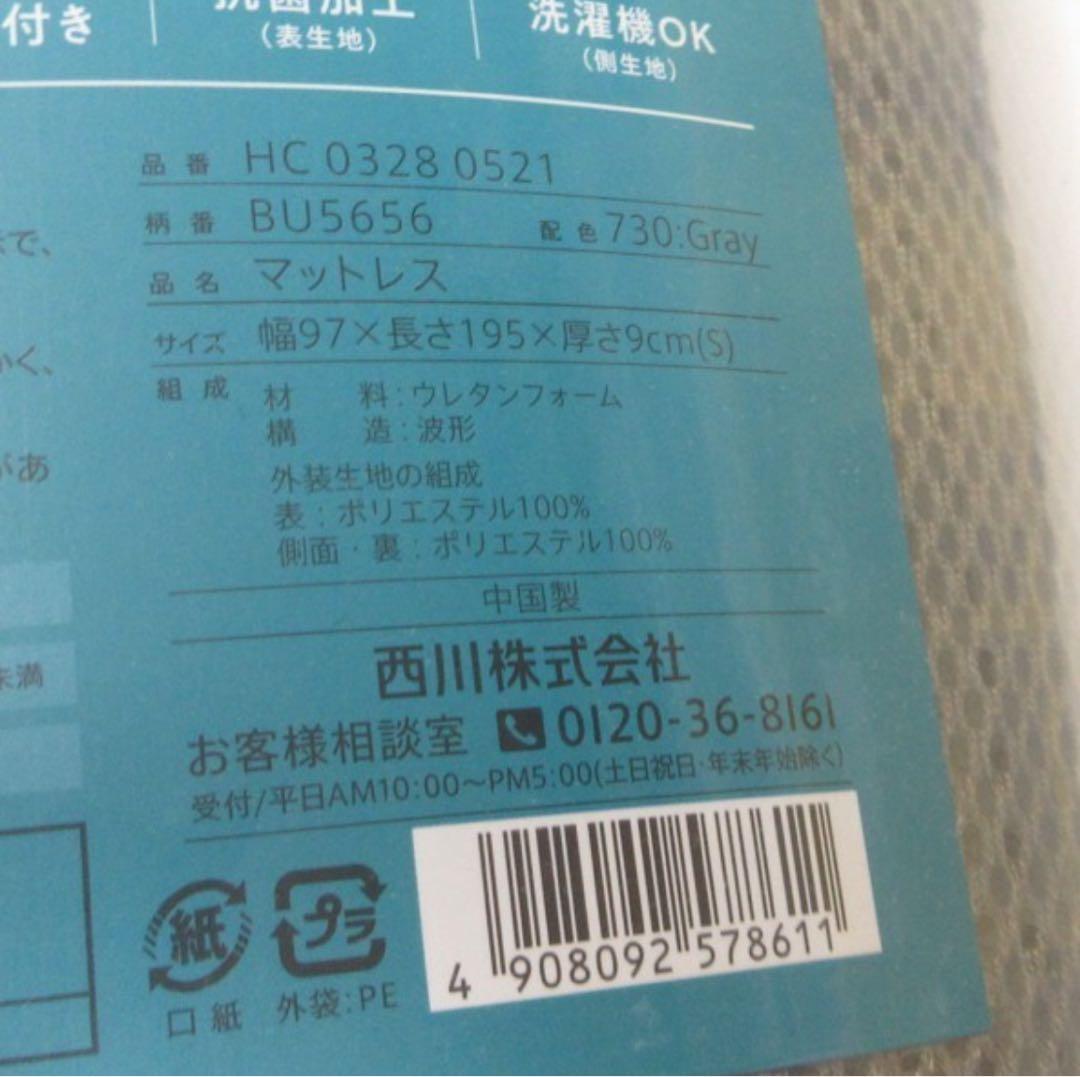 付き
抗菌加工
(表生地)
洗濯機OK
(側生地)
で、
かく、
があ
未満
品番 HC 0328 0521
柄番 BU5656 配色 730:Gray
品名 マットレス
サイズ 幅97×長さ195×厚さ9cm(S)
組成 材 料:ウレタンフォーム
構 造:波形
外装生地の組成
表:ポリエステル100%
側面・裏:ポリエステル100%
中国製
西川株式会社
お客様相談室 0120-36-8161
受付/平日AM10:00〜PM5:00(土日祝日・年末年始除く)
紙
プラ
口紙 外袋:PE
4 908092 578611